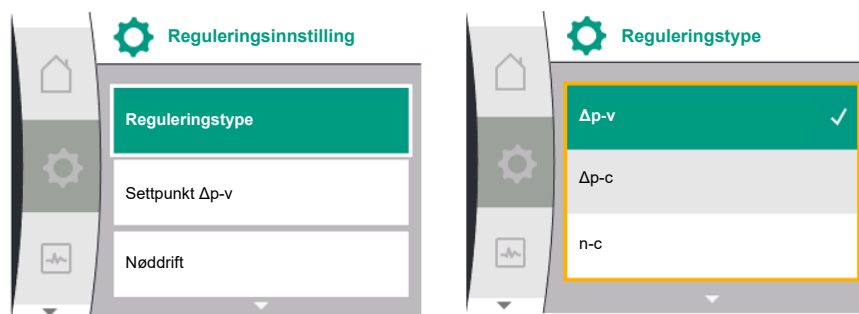 Reguleringsinnstilling
Reguleringstype
Settpunkt Δp-v
Nøddrift
Reguleringstype
Δp-v
Δp-c
n-c